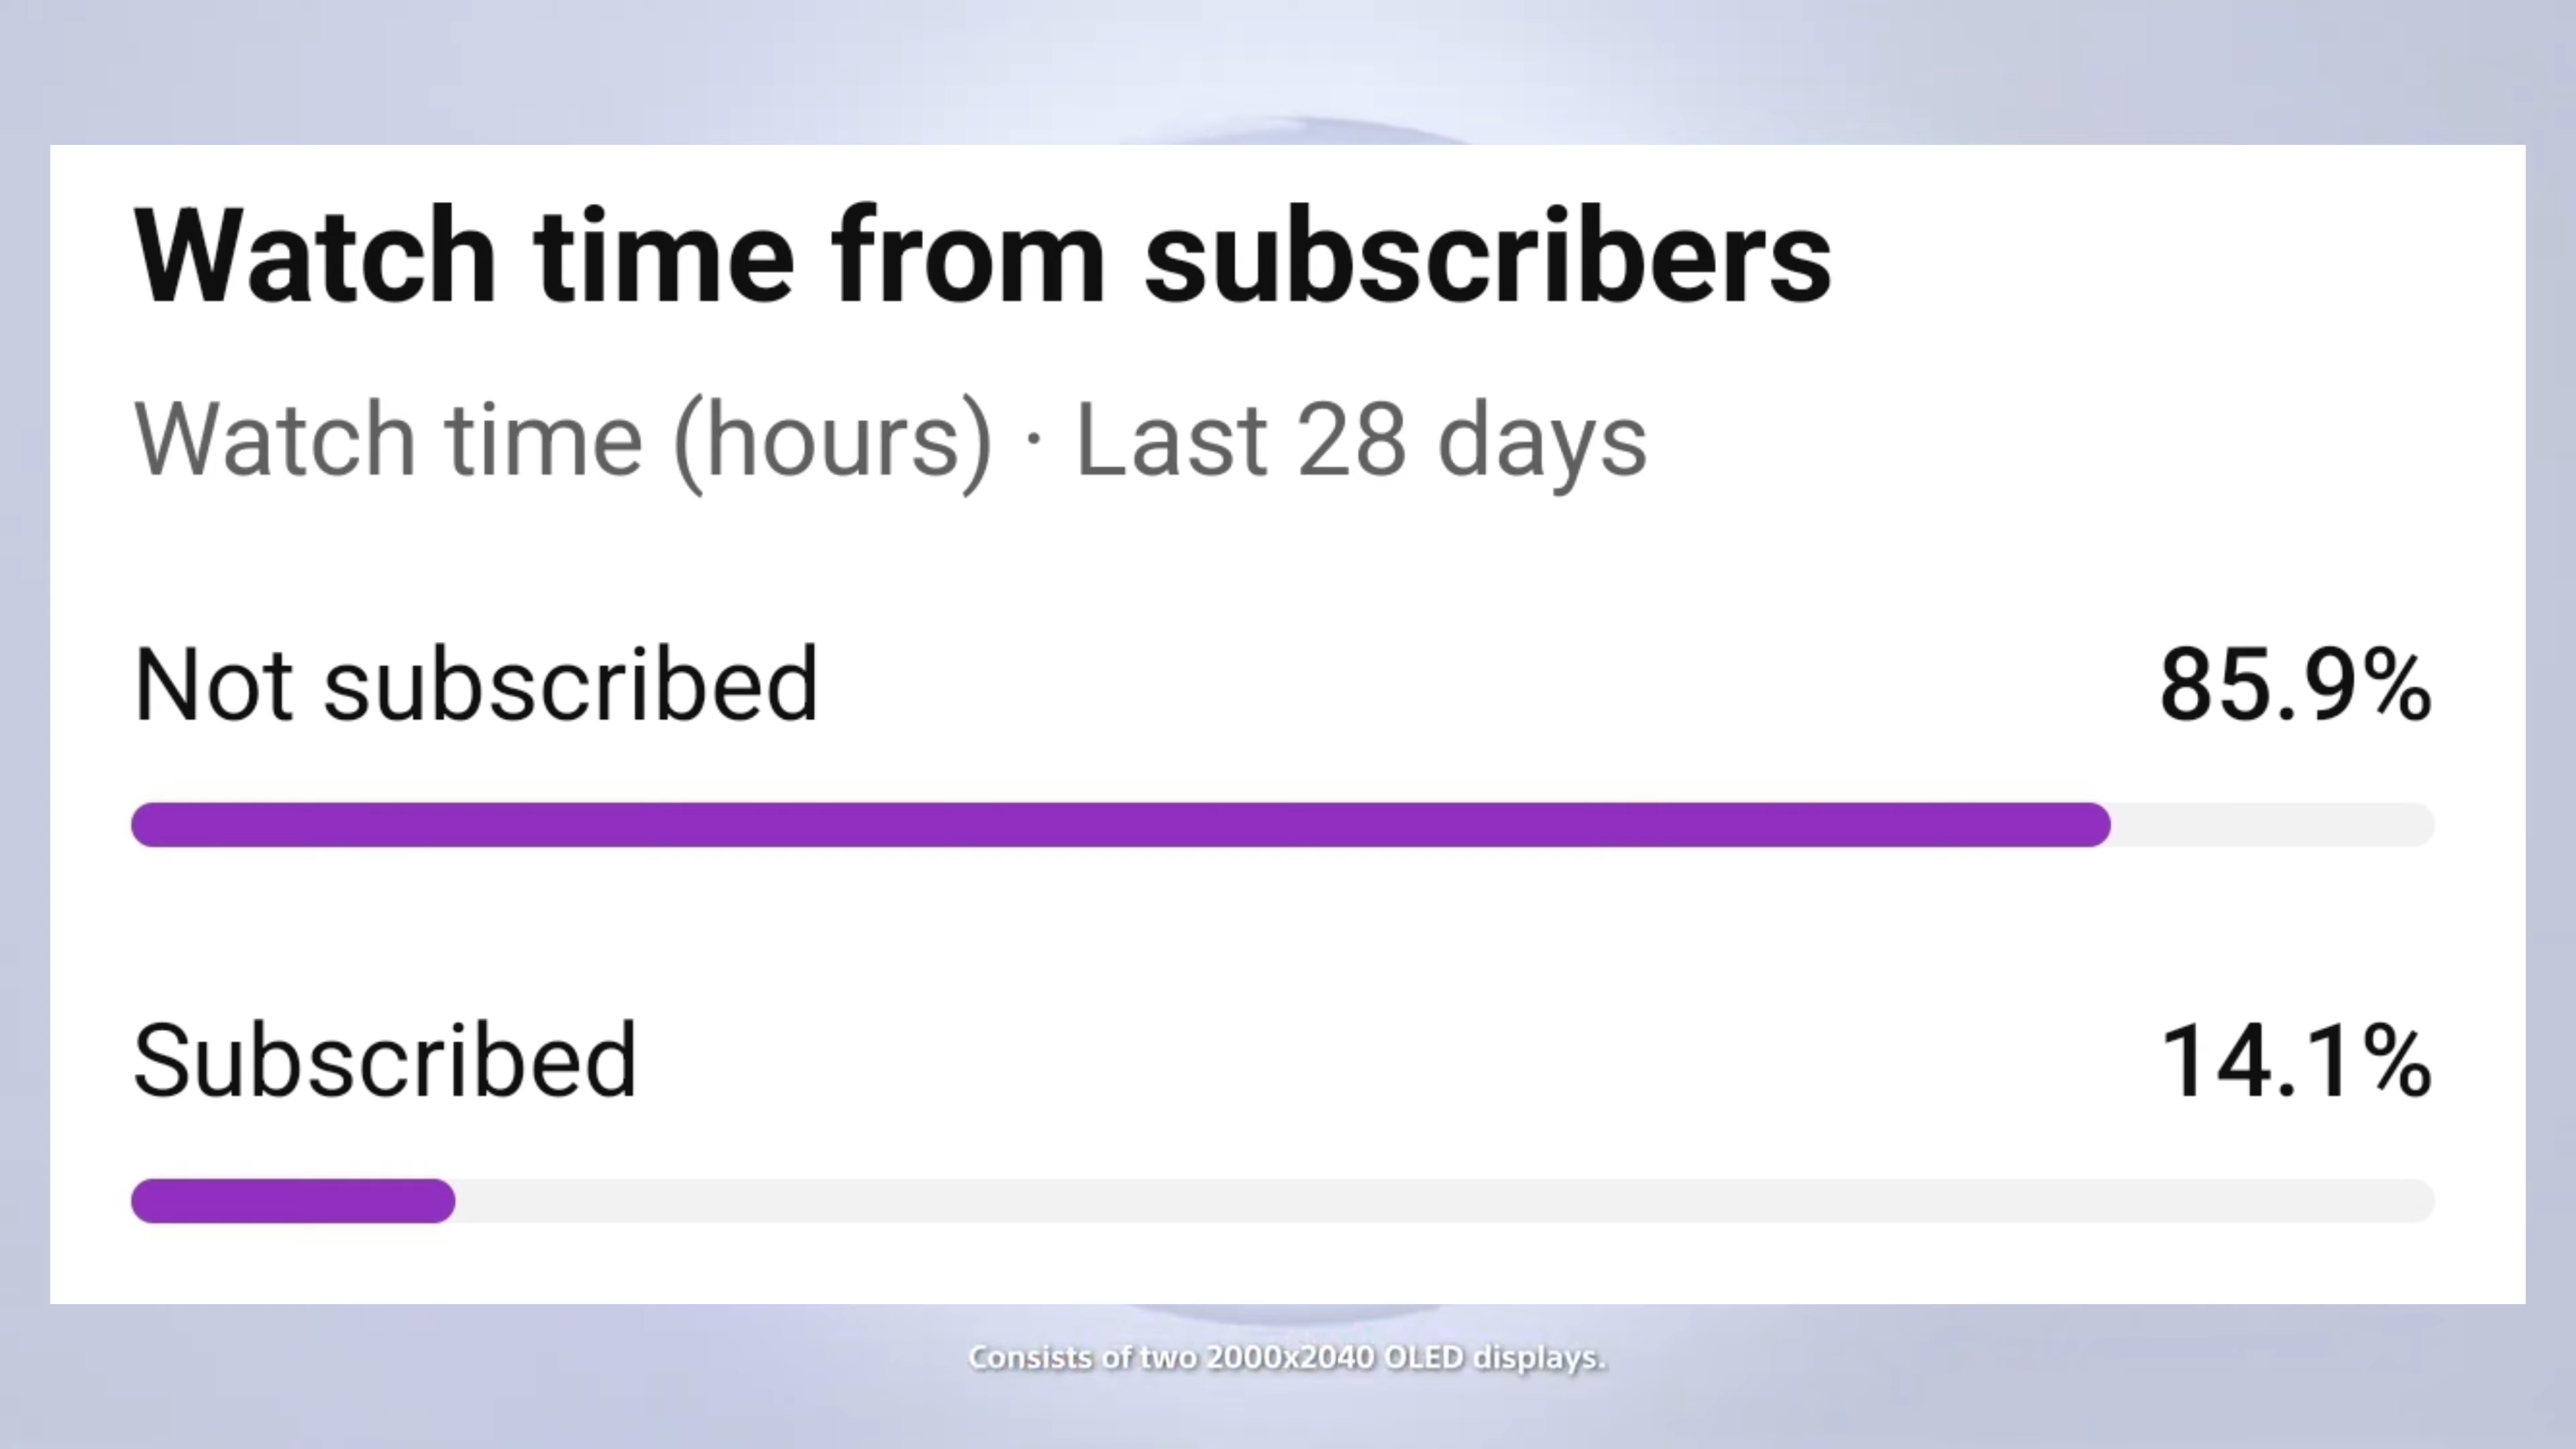 Watch time from subscribers
Watch time (hours) · Last 28 days
Not subscribed 85.9%
Subscribed 14.1%
Consists of two 2000x2040 OLED displays.